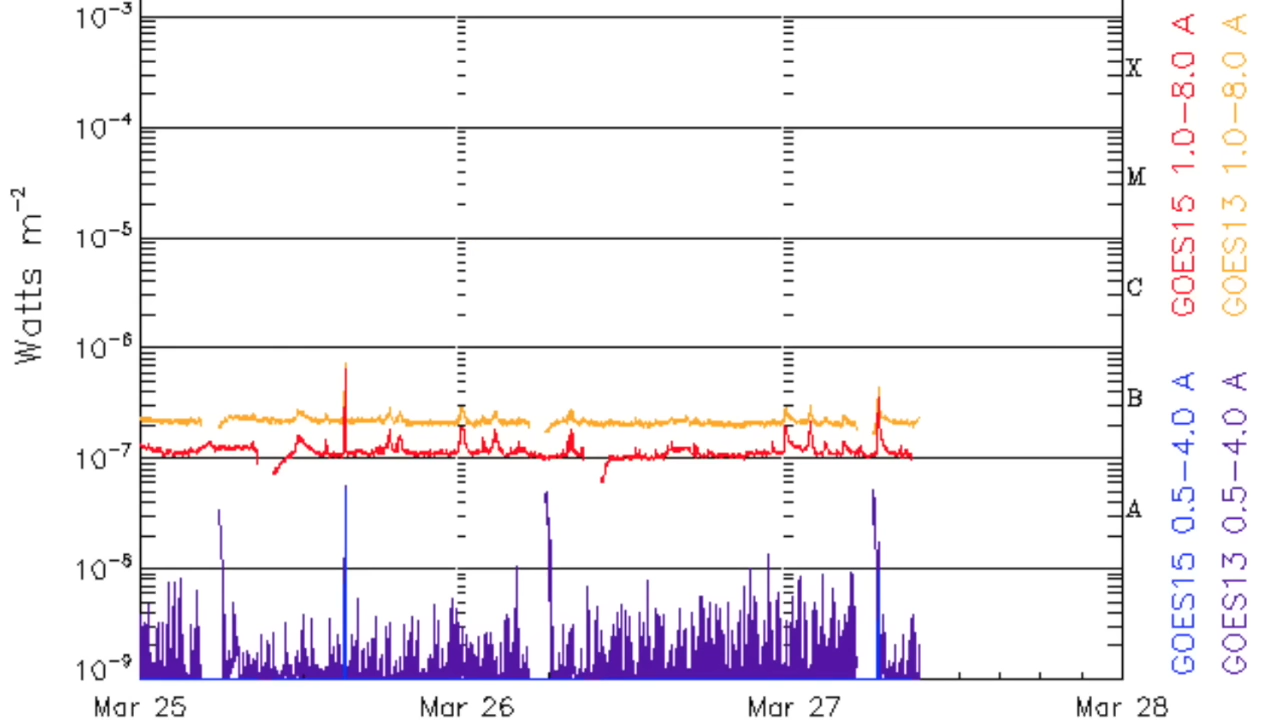 10⁻³
10⁻⁴
10⁻⁵
10⁻⁶
10⁻⁷
10⁻⁸
10⁻⁹
Watts m⁻²
X
M
C
B
A
Mar 25
Mar 26
Mar 27
Mar 28
GOES15 1.0-8.0 A
GOES13 1.0-8.0 A
GOES15 0.5-4.0 A
GOES13 0.5-4.0 A